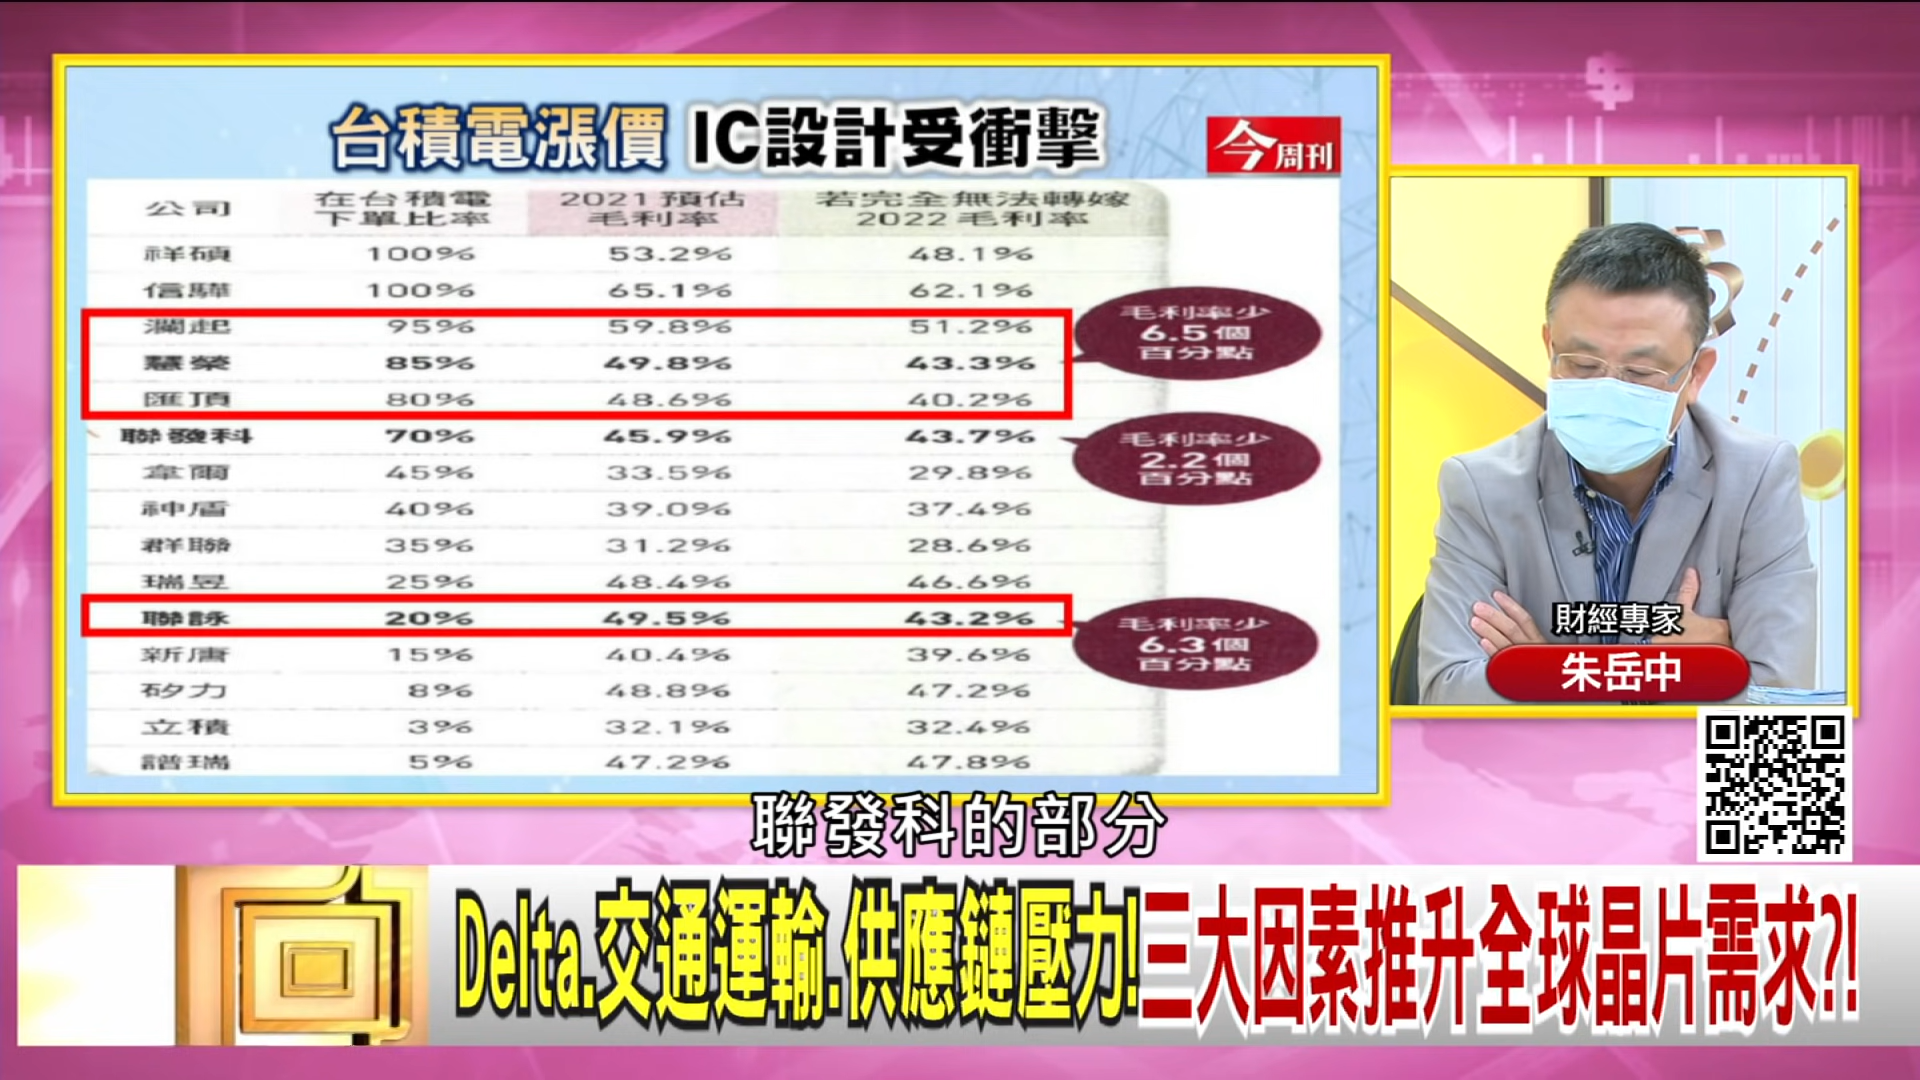 台積電漲價 IC設計受衝擊
今周刊
公司 在台積電下單比率 2021預估毛利率 若完全無法轉嫁2022毛利率
祥碩 100% 53.2% 48.1%
信驊 100% 65.1% 62.1%
瀾起 95% 59.8% 51.2%
慧榮 85% 49.8% 43.3%
毛利率少
6.5個
百分點
匯頂 80% 48.6% 40.2%
聯發科 70% 45.9% 43.7%
毛利率少
2.2個
百分點
韋爾 45% 33.5% 29.8%
神盾 40% 39.0% 37.4%
群聯 35% 31.2% 28.6%
瑞昱 25% 48.4% 46.6%
聯詠 20% 49.5% 43.2%
毛利率少
6.3個
百分點
新唐 15% 40.4% 39.6%
矽力 8% 48.8% 47.2%
立積 3% 32.1% 32.4%
譜瑞 5% 47.2% 47.8%
財經專家
朱岳中
聯發科的部分
Delta.交通運輸.供應鏈壓力!三大因素推升全球晶片需求?!